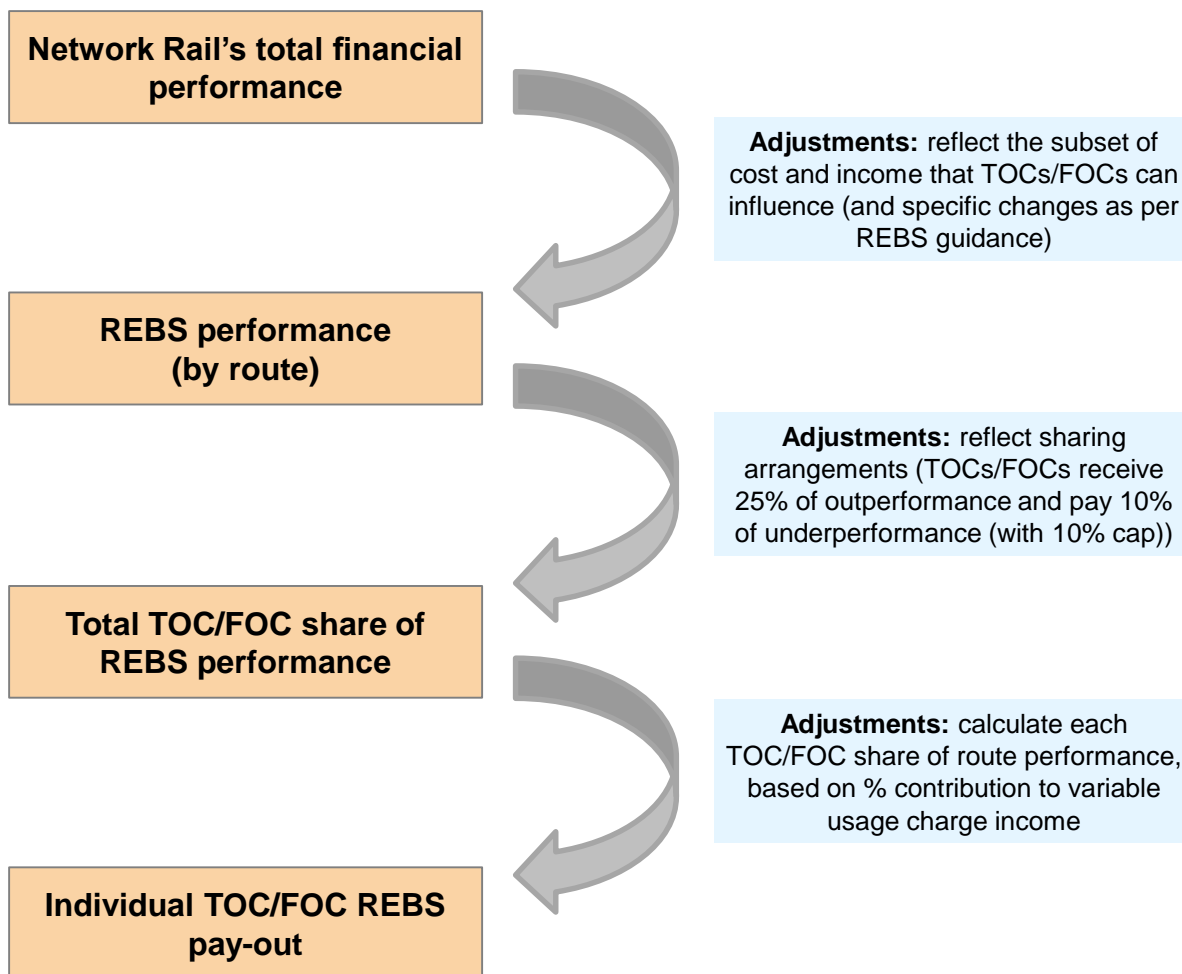 Network Rail’s total financial
performance
Adjustments: reflect the subset of
cost and income that TOCs/FOCs can
influence (and specific changes as per
REBS guidance)
REBS performance
(by route)
Adjustments: reflect sharing
arrangements (TOCs/FOCs receive
25% of outperformance and pay 10%
of underperformance (with 10% cap))
Total TOC/FOC share of
REBS performance
Adjustments: calculate each
TOC/FOC share of route performance,
based on % contribution to variable
usage charge income
Individual TOC/FOC REBS
pay-out